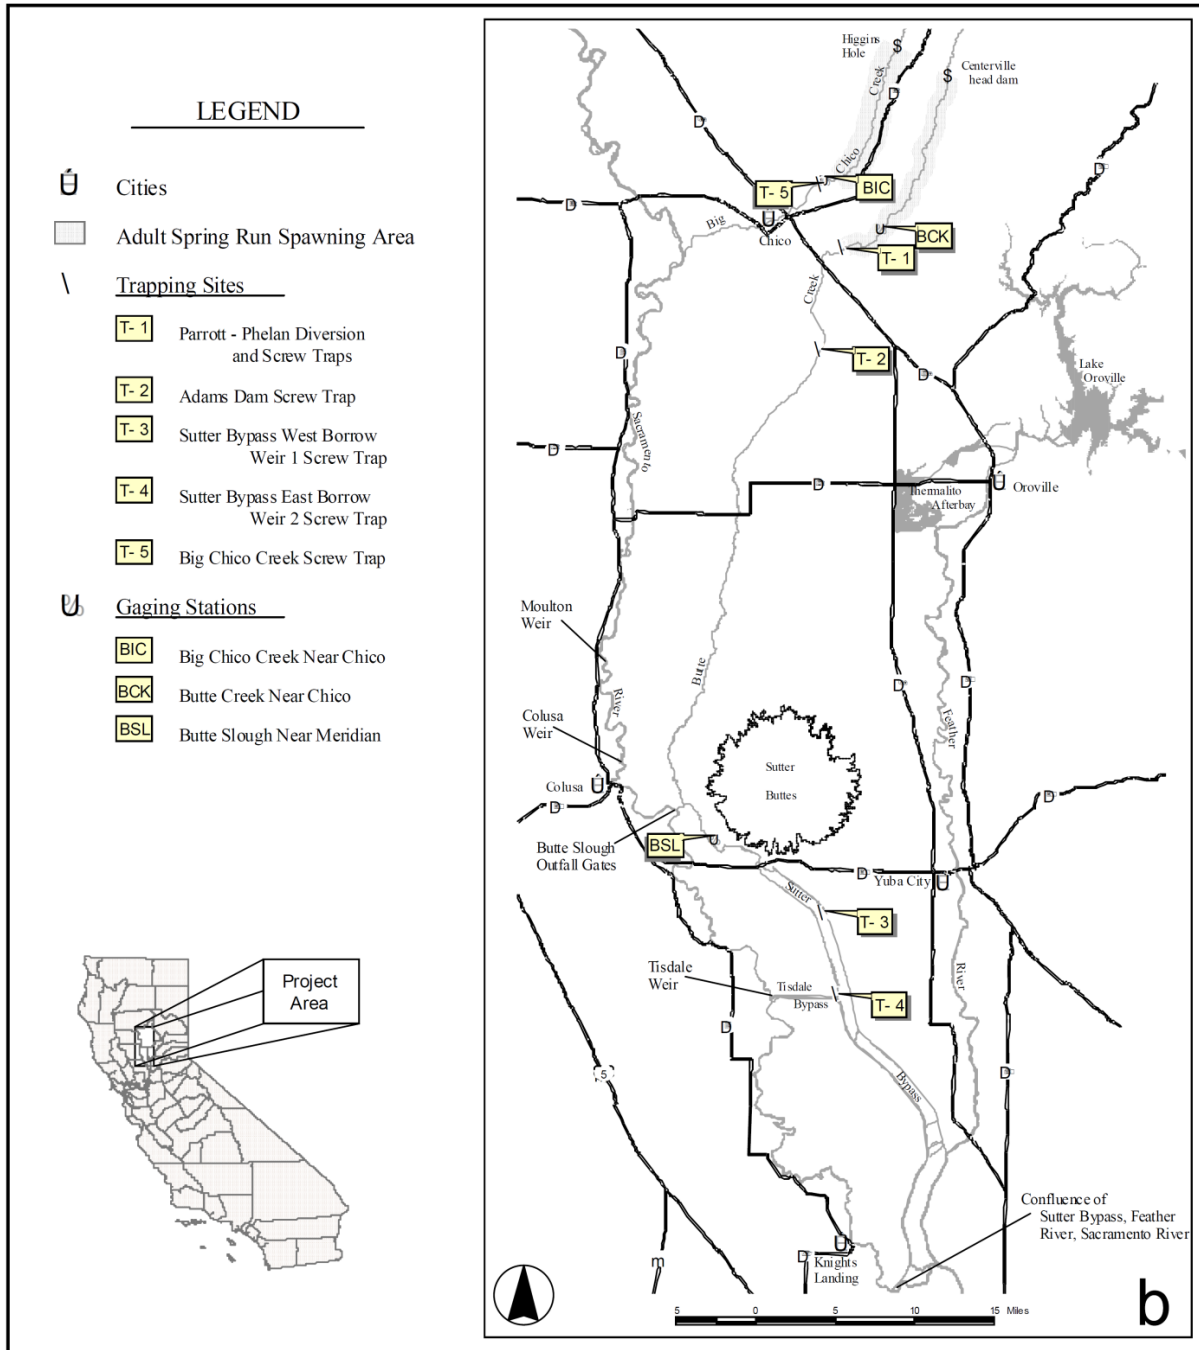 LEGEND
Cities
Adult Spring Run Spawning Area
Trapping Sites
T- 1
Parrott - Phelan Diversion
and Screw Traps
T- 2
Adams Dam Screw Trap
T- 3
Sutter Bypass West Borrow
Weir 1 Screw Trap
T- 4
Sutter Bypass East Borrow
Weir 2 Screw Trap
T- 5
Big Chico Creek Screw Trap
Gaging Stations
BIC
Big Chico Creek Near Chico
BCK
Butte Creek Near Chico
BSL
Butte Slough Near Meridian
Project
Area
Higgins
Hole
$
Centerville
head dam
$
Creek
Chico
Big
T- 5
BIC
Chico
BCK
T- 1
Creek
T- 2
Lake
Oroville
Sacramento
Thermalito
Afterbay
Oroville
Moulton
Weir
Butte
River
Feather
Colusa
Weir
Sutter
Buttes
Colusa
Butte Slough
Outfall Gates
BSL
Yuba City
Sutter
T- 3
Tisdale
Weir
Tisdale
Bypass
T- 4
River
Bypass
5
Confluence of
Sutter Bypass, Feather
River, Sacramento River
Knights
Landing
m
5 0 5 10 15 Miles
b